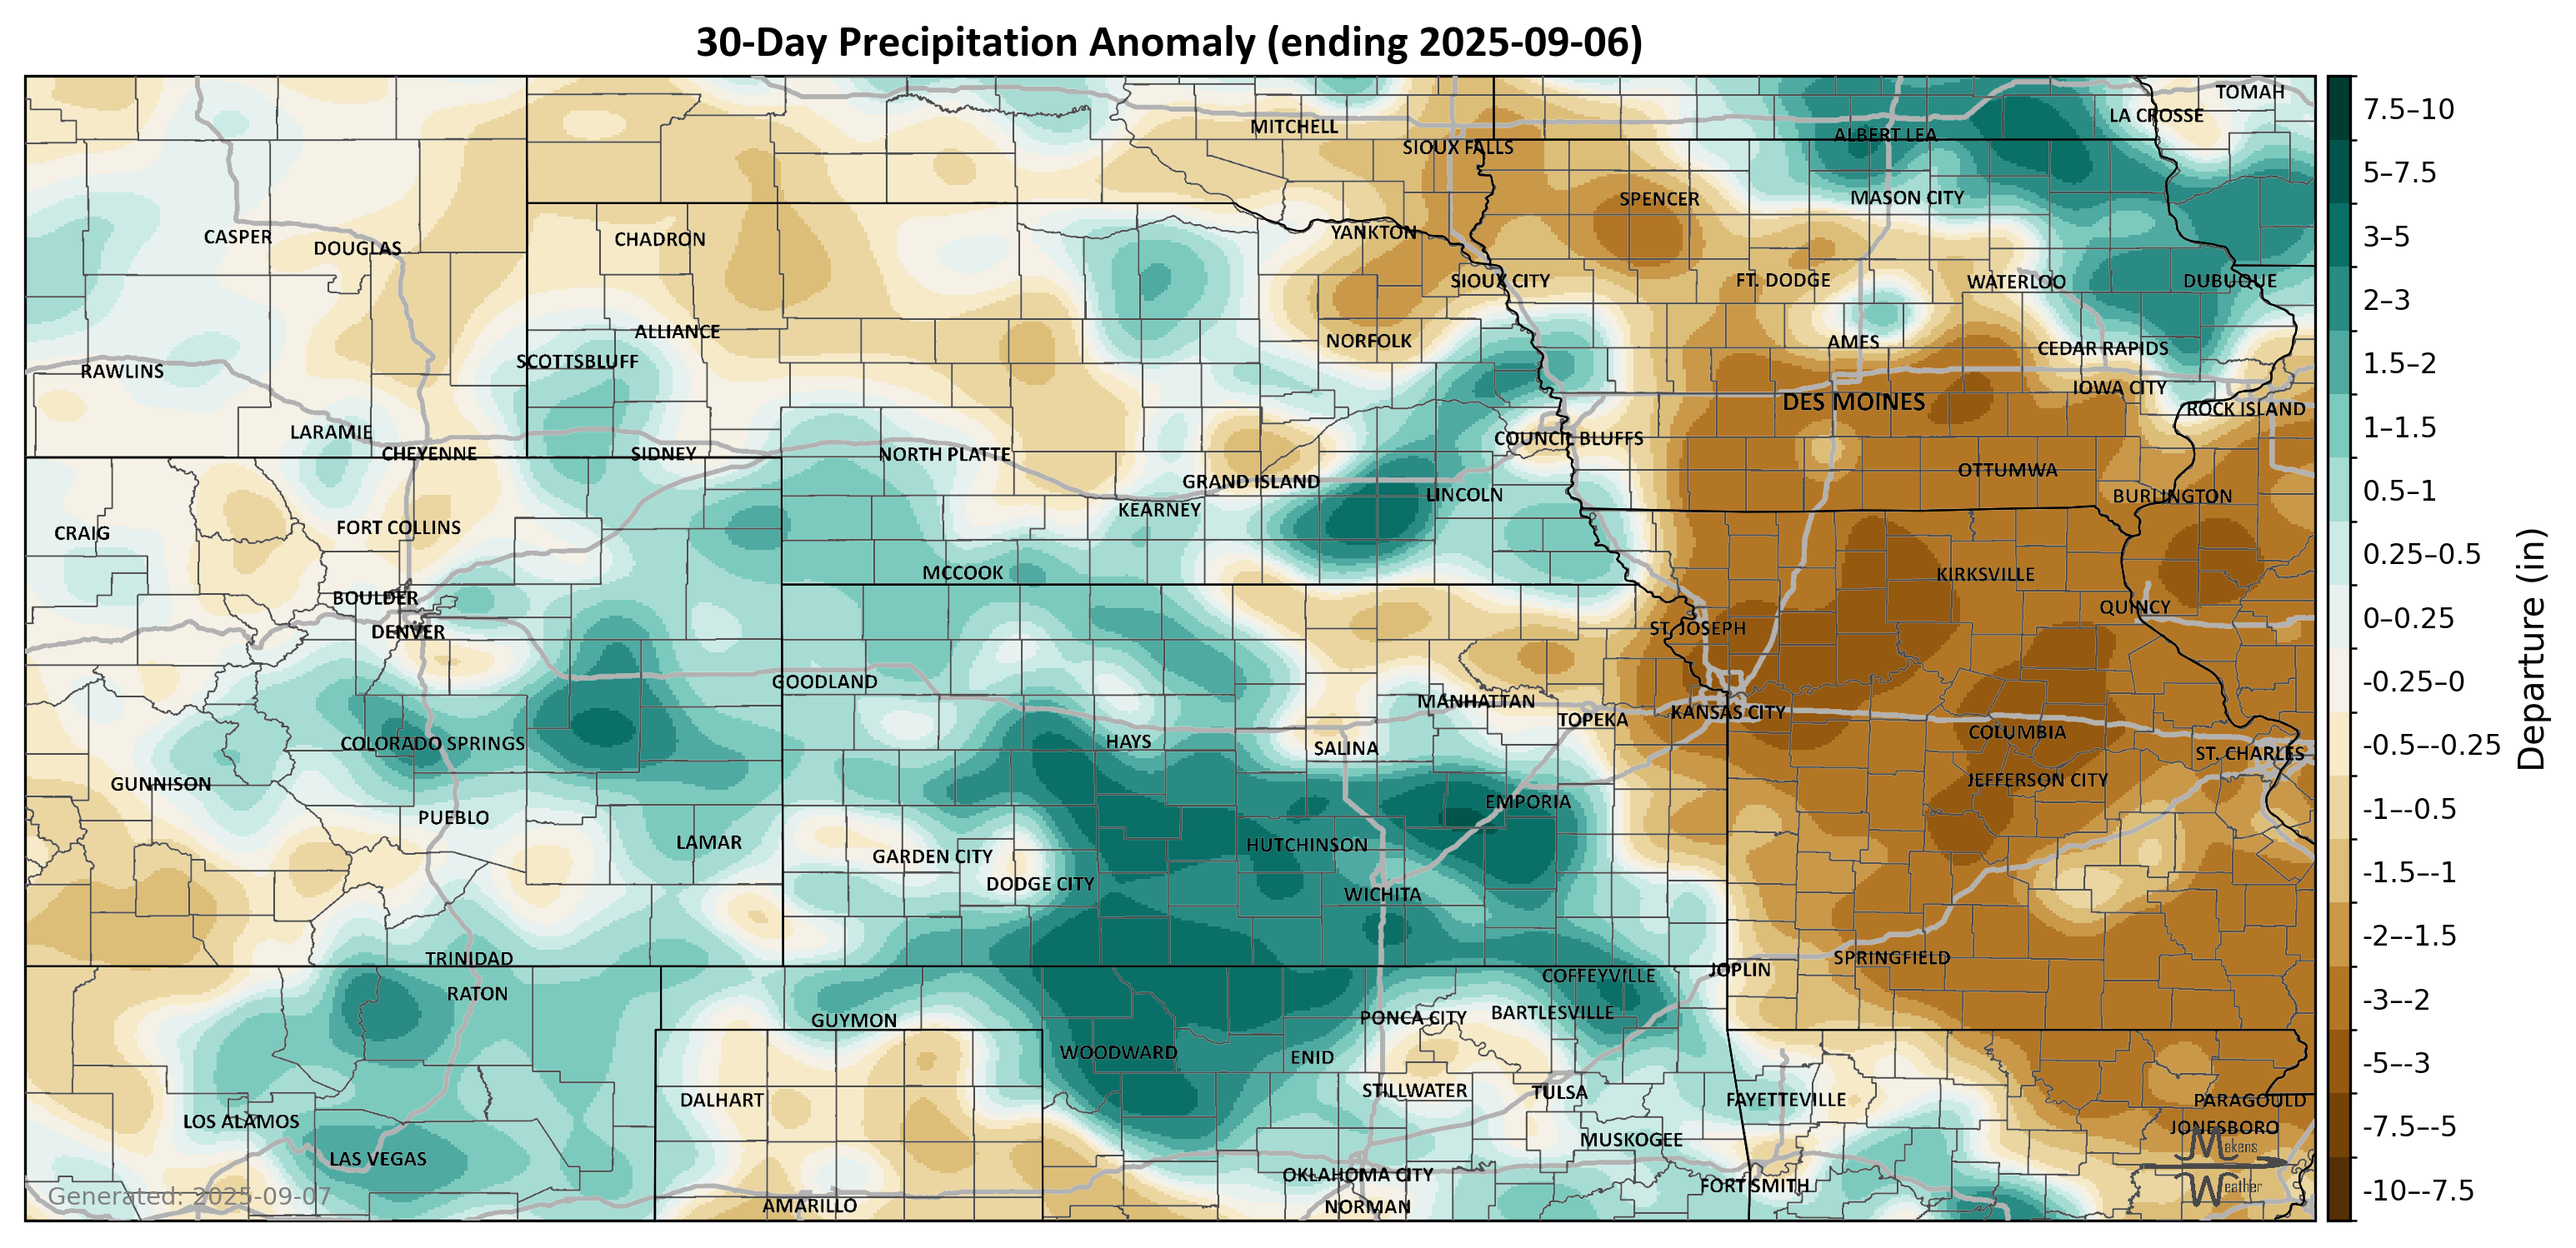 30-Day Precipitation Anomaly (ending 2025-09-06)
TOMAH
LA CROSSE
MITCHELL
ALBERT LEA
SIOUX FALLS
SPENCER
MASON CITY
CASPER
DOUGLAS
CHADRON
YANKTON
SIOUX CITY
FT. DODGE
WATERLOO
DUBUQUE
ALLIANCE
SCOTTSBLUFF
NORFOLK
AMES
CEDAR RAPIDS
RAWLINS
IOWA CITY
DES MOINES
ROCK ISLAND
LARAMIE
CHEYENNE
SIDNEY
NORTH PLATTE
COUNCIL BLUFFS
OTTUMWA
GRAND ISLAND
LINCOLN
BURLINGTON
KEARNEY
CRAIG
FORT COLLINS
MCCOOK
KIRKSVILLE
BOULDER
QUINCY
DENVER
ST. JOSEPH
GOODLAND
MANHATTAN
TOPEKA
KANSAS CITY
COLORADO SPRINGS
HAYS
SALINA
COLUMBIA
ST. CHARLES
GUNNISON
JEFFERSON CITY
EMPORIA
PUEBLO
LAMAR
GARDEN CITY
HUTCHINSON
DODGE CITY
WICHITA
TRINIDAD
SPRINGFIELD
COFFEYVILLE
JOPLIN
RATON
GUYMON
PONCA CITY
BARTLESVILLE
WOODWARD
ENID
DALHART
STILLWATER
TULSA
FAYETTEVILLE
PARAGOULD
LOS ALAMOS
JONESBORO
MUSKOGEE
LAS VEGAS
OKLAHOMA CITY
FORT SMITH
AMARILLO
NORMAN
Generated: 2025-09-07
Makens
Weather
7.5–10
5–7.5
3–5
2–3
1.5–2
1–1.5
0.5–1
0.25–0.5
0–0.25
-0.25–0
-0.5–-0.25
-1–-0.5
-1.5–-1
-2–-1.5
-3–-2
-5–-3
-7.5–-5
-10–-7.5
Departure (in)